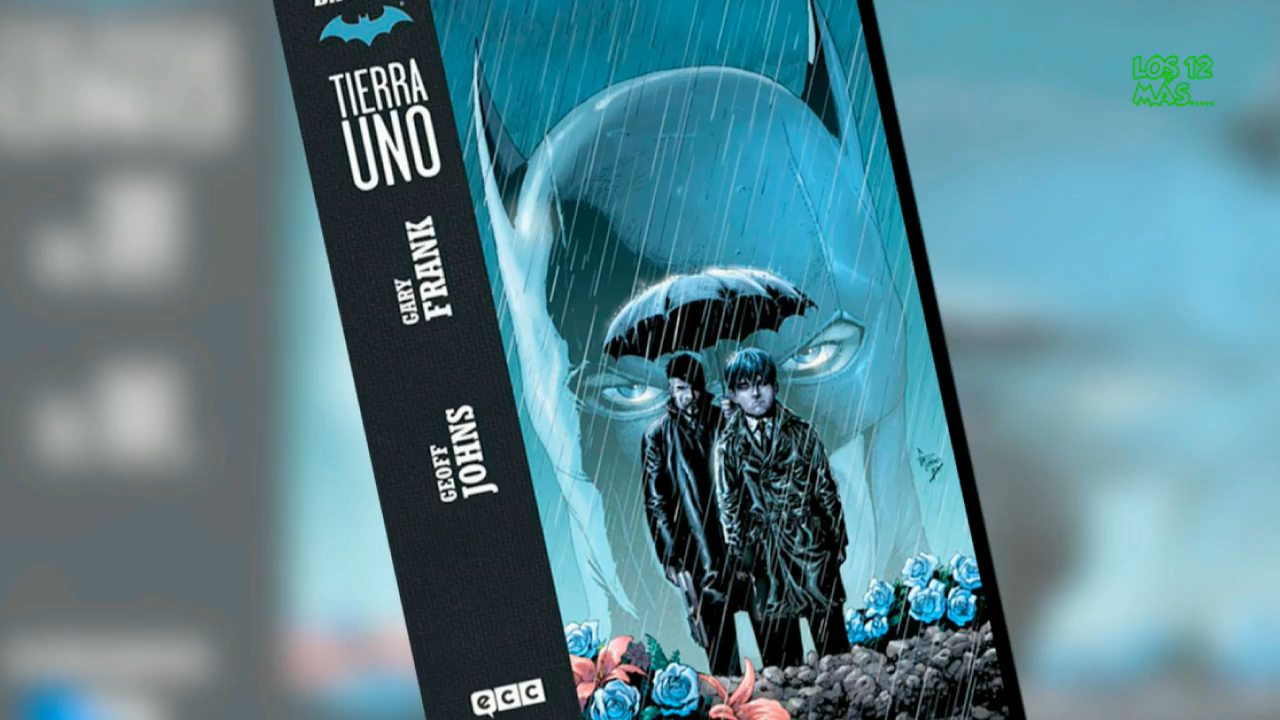 TIERRA
UNO
GARY
FRANK
GEOFF
JOHNS
ecc
LOS 12
MÁS.....